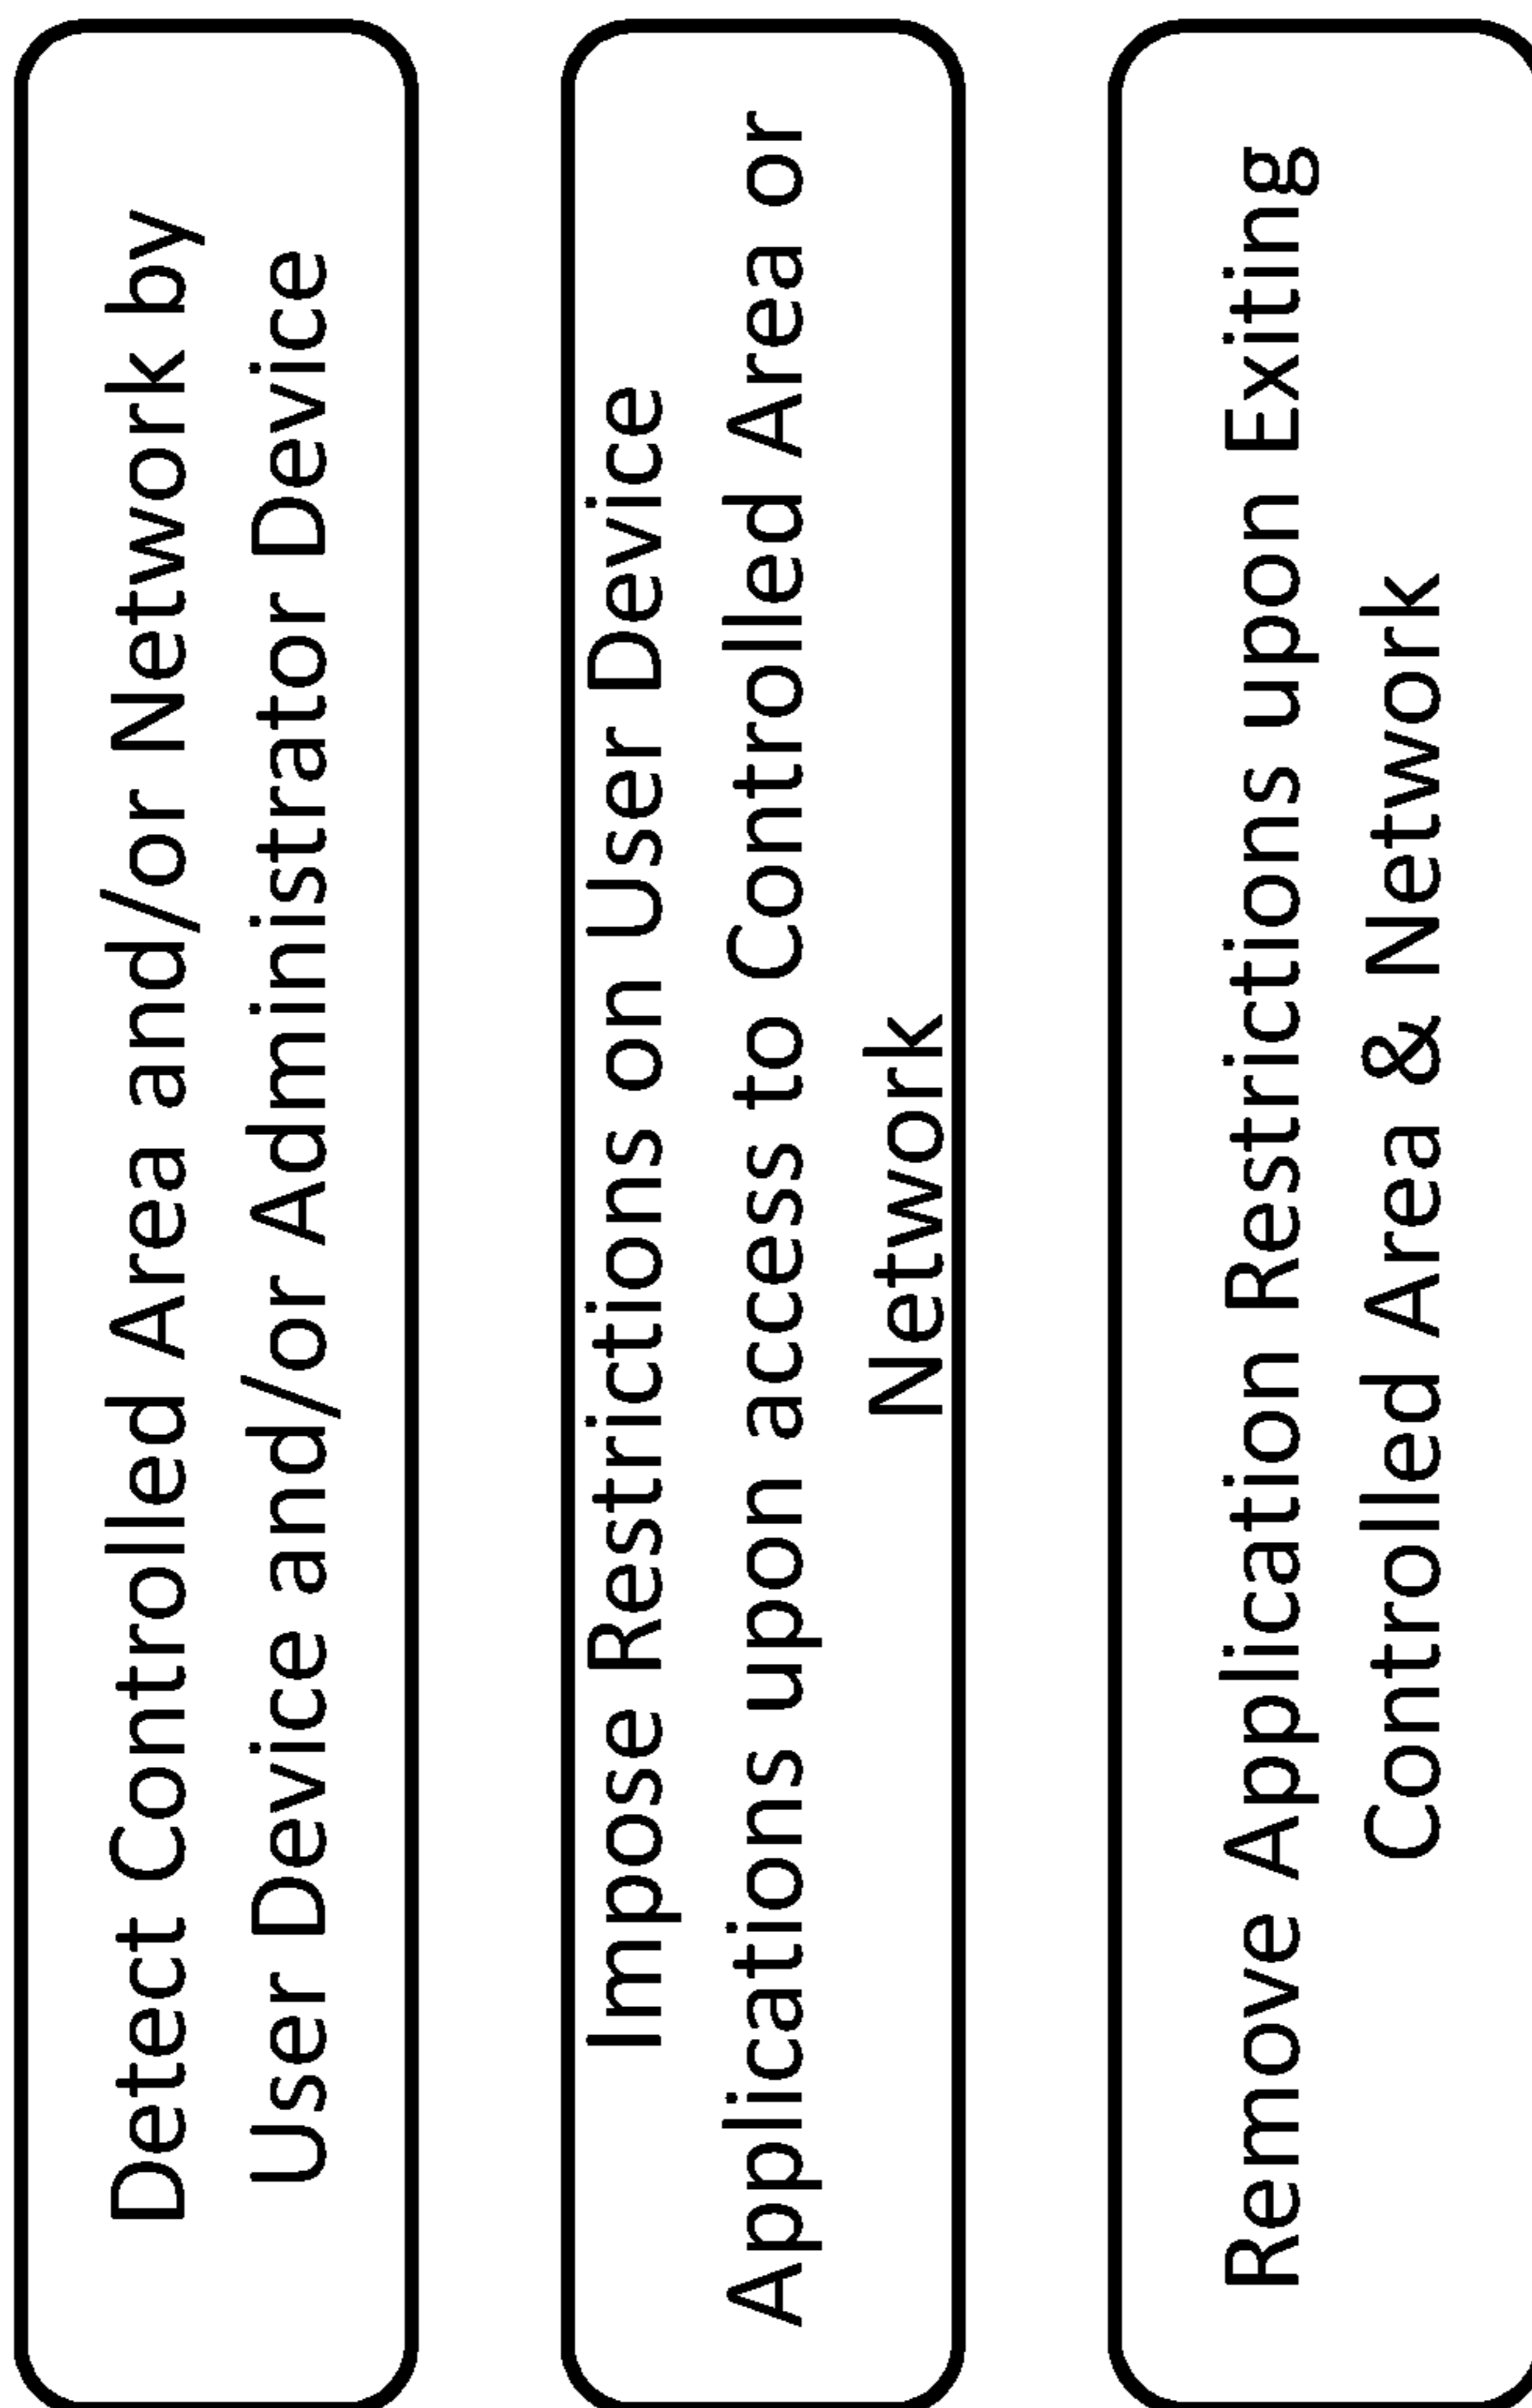 Detect Controlled Area and/or Network by
User Device and/or Administrator Device
Impose Restrictions on User Device
Applications upon access to Controlled Area or
Network
Remove Application Restrictions upon Exiting
Controlled Area & Network